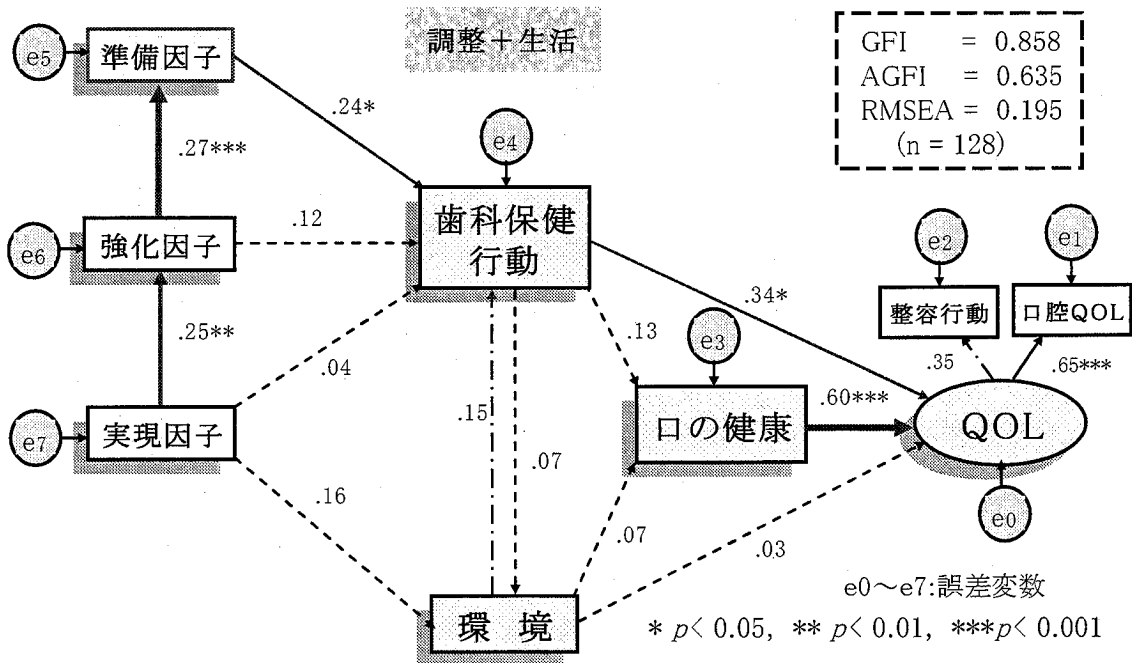 調整＋生活
GFI = 0.858
AGFI = 0.635
RMSEA = 0.195
(n = 128)
e5
準備因子
.24*
e4
.27***
歯科保健
行動
e6
強化因子
.12
e2
e1
整容行動
口腔QOL
.34*
.25**
.13
e3
.35
.65***
.04
.15
.07
e7
実現因子
口の健康
.60***
QOL
.16
.07
.03
e0
環 境
e0～e7:誤差変数
* p< 0.05, ** p< 0.01, ***p< 0.001